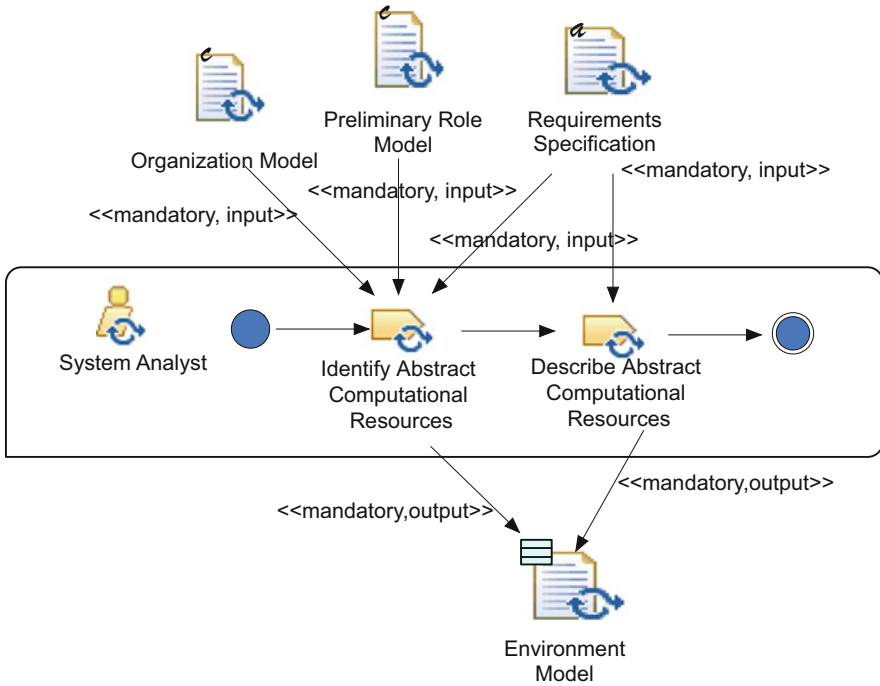 c
c
a
Organization Model
Preliminary Role
Model
Requirements
Specification
<<mandatory, input>>
<<mandatory, input>>
<<mandatory, input>>
<<mandatory, input>>
System Analyst
Identify Abstract
Computational
Resources
Describe Abstract
Computational
Resources
<<mandatory,output>>
<<mandatory,output>>
Environment
Model